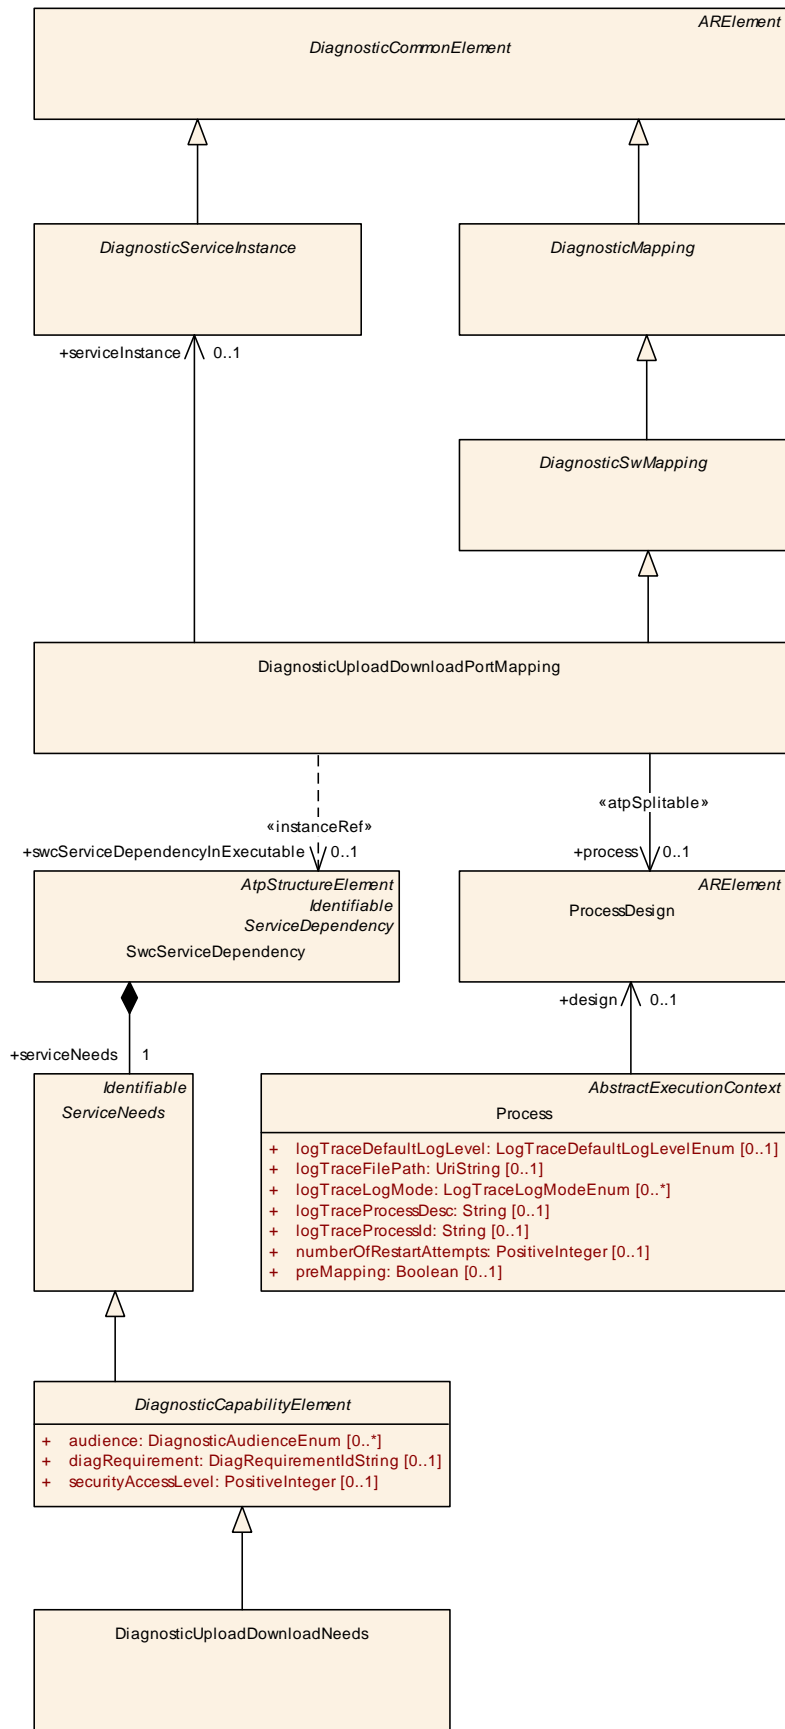 ARElement
DiagnosticCommonElement
DiagnosticServiceInstance
DiagnosticMapping
+serviceInstance 0..1
DiagnosticSwMapping
DiagnosticUploadDownloadPortMapping
«atpSplitable»
«instanceRef»
+swcServiceDependencyInExecutable 0..1
+process 0..1
AtpStructureElement
Identifiable
ServiceDependency
SwcServiceDependency
ARElement
ProcessDesign
+design 0..1
+serviceNeeds 1
Identifiable
ServiceNeeds
AbstractExecutionContext
Process
+ logTraceDefaultLogLevel: LogTraceDefaultLogLevelEnum [0..1]
+ logTraceFilePath: UriString [0..1]
+ logTraceLogMode: LogTraceLogModeEnum [0..*]
+ logTraceProcessDesc: String [0..1]
+ logTraceProcessId: String [0..1]
+ numberOfRestartAttempts: PositiveInteger [0..1]
+ preMapping: Boolean [0..1]
DiagnosticCapabilityElement
+ audience: DiagnosticAudienceEnum [0..*]
+ diagRequirement: DiagRequirementIdString [0..1]
+ securityAccessLevel: PositiveInteger [0..1]
DiagnosticUploadDownloadNeeds